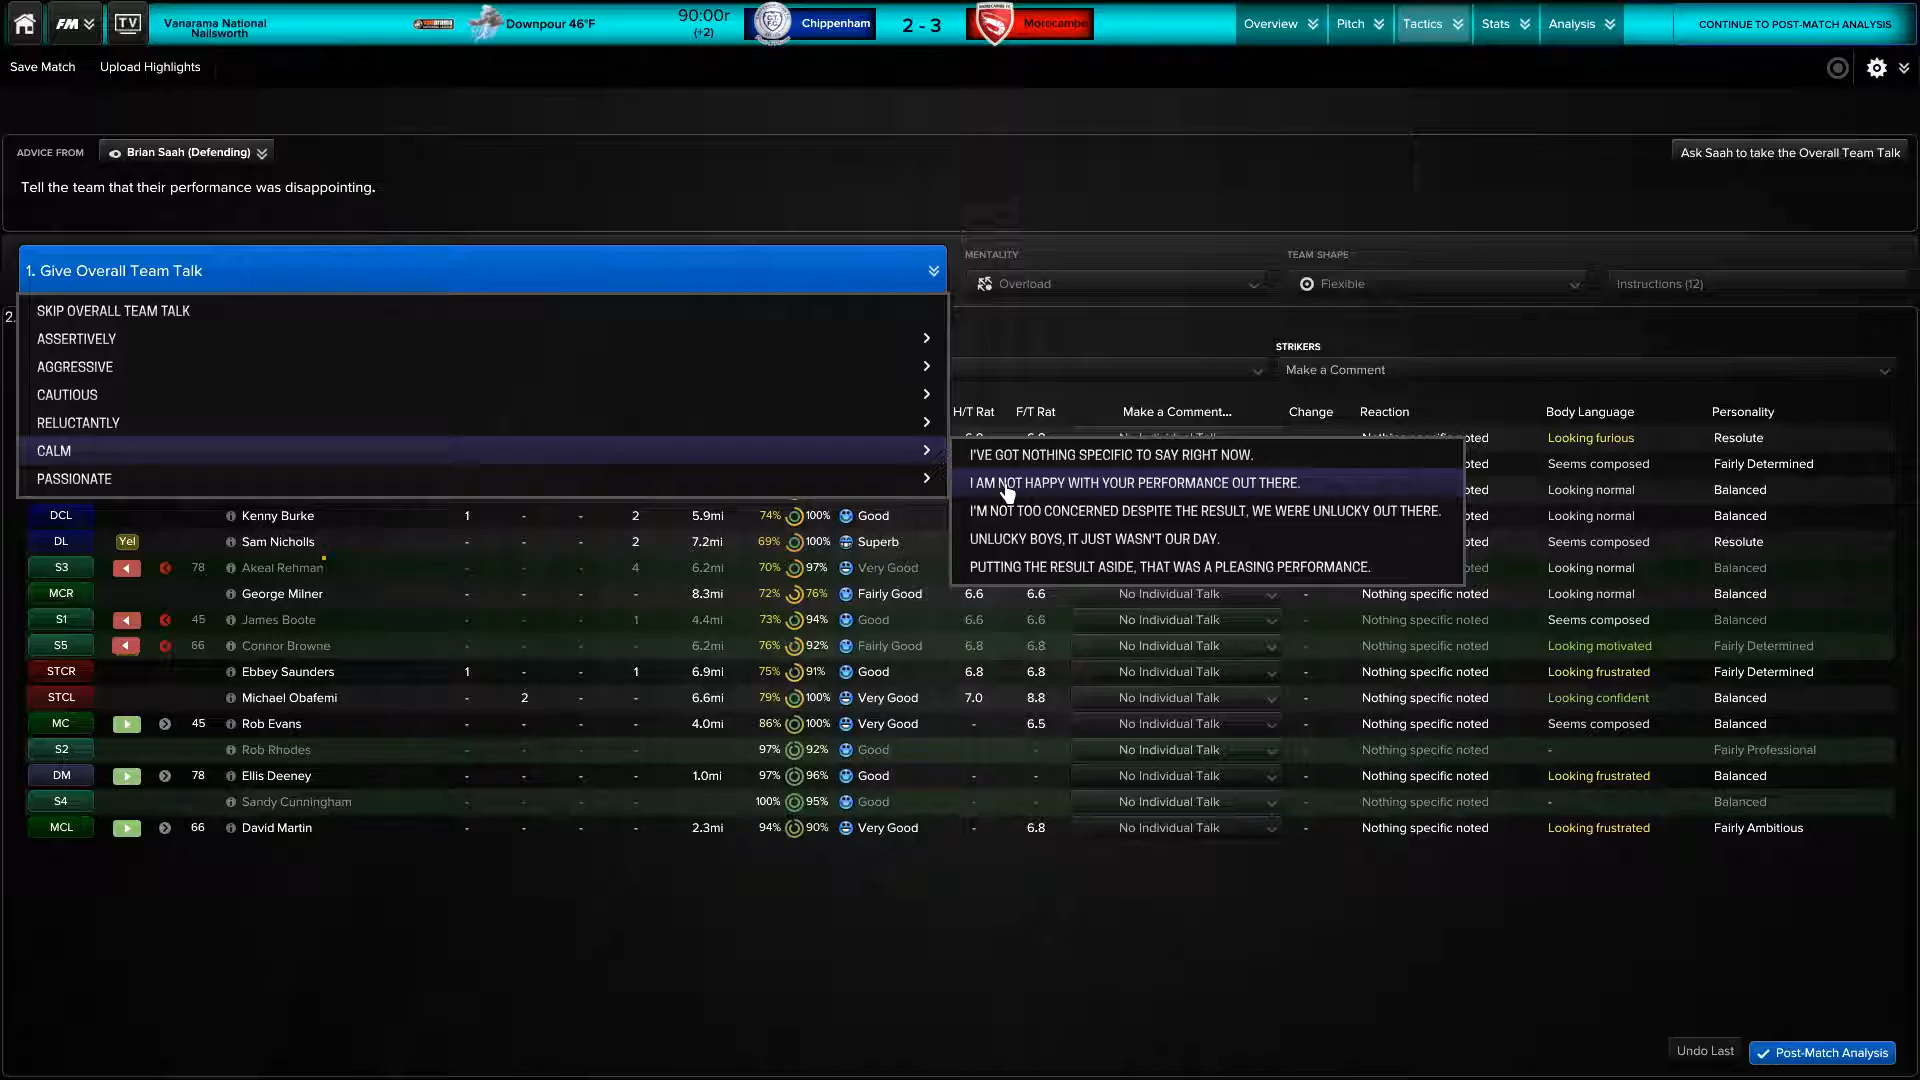 FM
TV
Vanarama National
Nailsworth
Downpour 46°F
90:00r
(+2)
Chippenham
2 - 3
Morecambe
Overview
Pitch
Tactics
Stats
Analysis
CONTINUE TO POST-MATCH ANALYSIS
Save Match
Upload Highlights
ADVICE FROM
Brian Saah (Defending)
Ask Saah to take the Overall Team Talk
Tell the team that their performance was disappointing.
1. Give Overall Team Talk
MENTALITY
TEAM SHAPE
Overload
Flexible
Instructions (12)
SKIP OVERALL TEAM TALK
2.
ASSERTIVELY
STRIKERS
AGGRESSIVE
Make a Comment
CAUTIOUS
H/T Rat F/T Rat Make a Comment... Change Reaction Body Language Personality
RELUCTANTLY
Looking furious Resolute
CALM
I'VE GOT NOTHING SPECIFIC TO SAY RIGHT NOW.
oted Seems composed Fairly Determined
PASSIONATE
I AM NOT HAPPY WITH YOUR PERFORMANCE OUT THERE.
oted Looking normal Balanced
I'M NOT TOO CONCERNED DESPITE THE RESULT, WE WERE UNLUCKY OUT THERE.
DCL Kenny Burke 1 - - 2 5.9mi 74% 100% Good oted Looking normal Balanced
UNLUCKY BOYS, IT JUST WASN'T OUR DAY.
DL Yel Sam Nicholls - - - 2 7.2mi 69% 100% Superb oted Seems composed Resolute
PUTTING THE RESULT ASIDE, THAT WAS A PLEASING PERFORMANCE.
S3 78 Akeal Rehman - - - 4 6.2mi 70% 97% Very Good oted Looking normal Balanced
MCR George Milner - - - - 8.3mi 72% 76% Fairly Good 6.6 6.6 No Individual Talk - Nothing specific noted Looking normal Balanced
S1 45 James Boote - - - 1 4.4mi 73% 94% Good 6.6 6.6 No Individual Talk - Nothing specific noted Seems composed Balanced
S5 66 Connor Browne - - - - 6.2mi 76% 92% Fairly Good 6.8 6.8 No Individual Talk - Nothing specific noted Looking motivated Fairly Determined
STCR Ebbey Saunders 1 - - 1 6.9mi 75% 91% Good 6.8 6.8 No Individual Talk - Nothing specific noted Looking frustrated Fairly Determined
STCL Michael Obafemi - 2 - - 6.6mi 79% 100% Very Good 7.0 8.8 No Individual Talk - Nothing specific noted Looking confident Balanced
MC 45 Rob Evans - - - - 4.0mi 86% 100% Very Good - 6.5 No Individual Talk - Nothing specific noted Seems composed Balanced
S2 Rob Rhodes - - - - 97% 92% Good - - No Individual Talk - Nothing specific noted - Fairly Professional
DM 78 Ellis Deeney - - - - 1.0mi 97% 96% Good - - No Individual Talk - Nothing specific noted Looking frustrated Balanced
S4 Sandy Cunningham - - - - 100% 95% Good - - No Individual Talk - Nothing specific noted - Balanced
MCL 66 David Martin - - - - 2.3mi 94% 90% Very Good - 6.8 No Individual Talk - Nothing specific noted Looking frustrated Fairly Ambitious
Undo Last
Post-Match Analysis